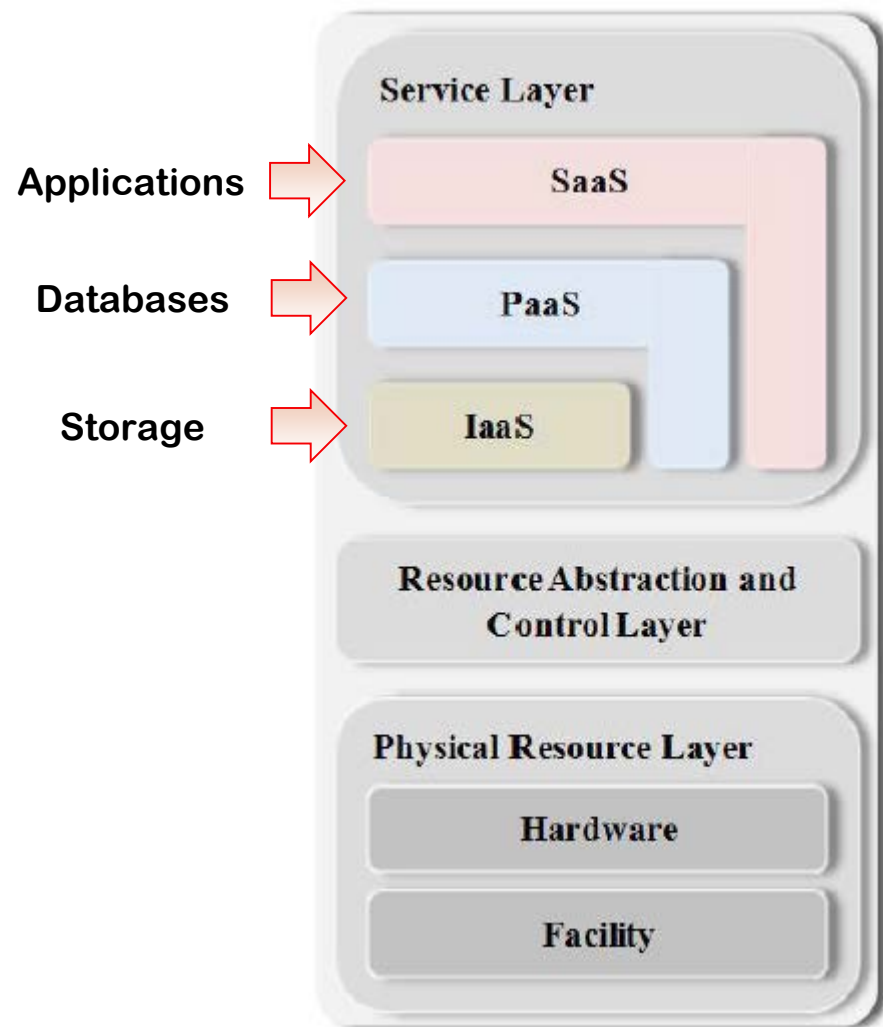 Service Layer
Applications
SaaS
Databases
PaaS
Storage
IaaS
Resource Abstraction and
Control Layer
Physical Resource Layer
Hardware
Facility